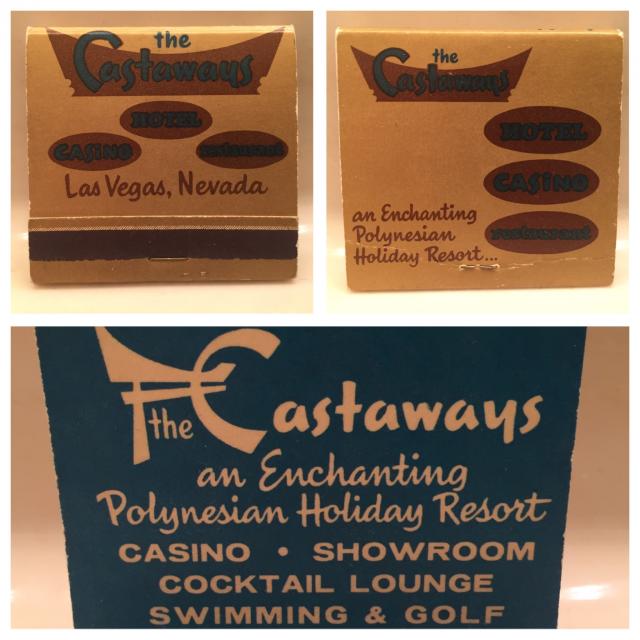 the
Castaways
HOTEL
CASINO restaurant
Las Vegas, Nevada
the
Castaways
HOTEL
CASINO
restaurant
an Enchanting
Polynesian
Holiday Resort...
the Castaways
an Enchanting
Polynesian Holiday Resort
CASINO • SHOWROOM
COCKTAIL LOUNGE
SWIMMING & GOLF